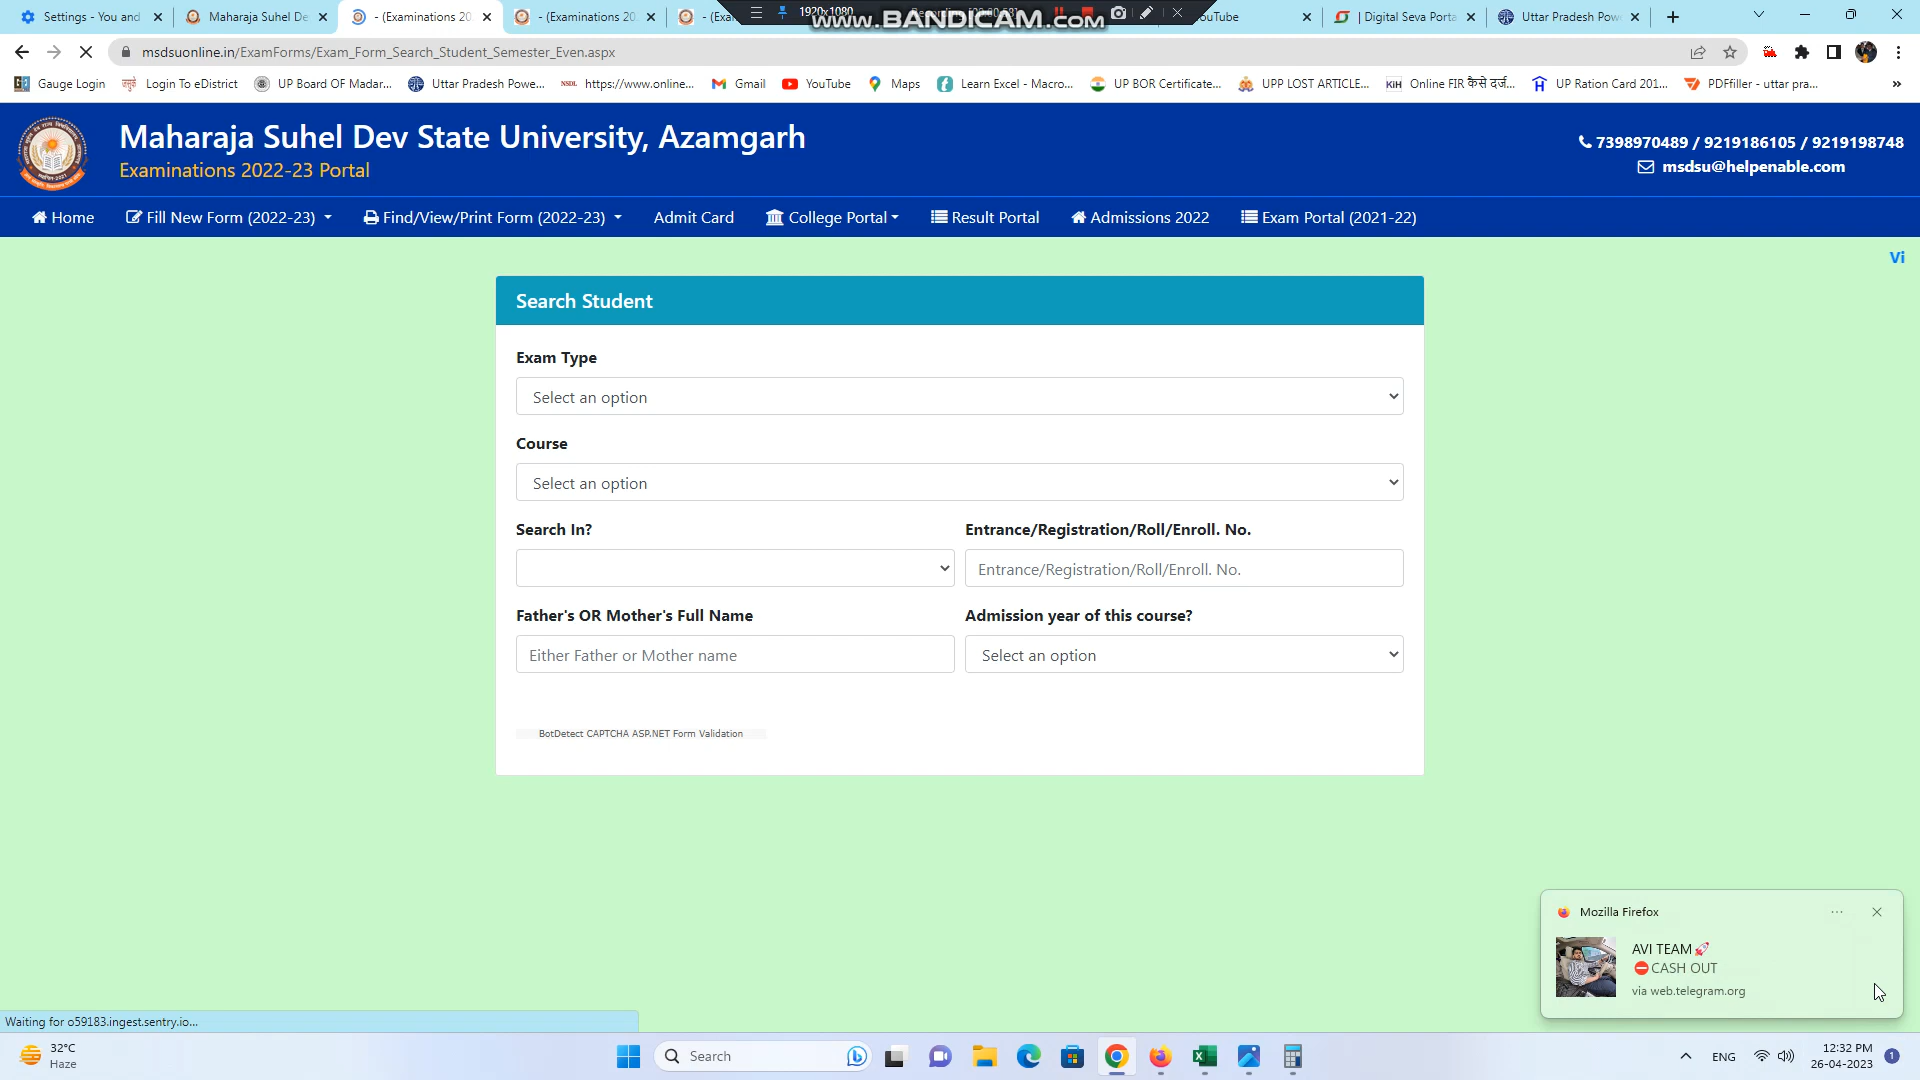 Settings - You and
Maharaja Suhel De
- (Examinations 20
- (Examinations 20
- (Exa
1920x1080
www.BANDICAM.com
YouTube
| Digital Seva Porta
Uttar Pradesh Pow
msdsuonline.in/ExamForms/Exam_Form_Search_Student_Semester_Even.aspx
Gauge Login
Login To eDistrict
UP Board OF Madar...
Uttar Pradesh Powe...
NSDL https://www.online...
Gmail
YouTube
Maps
Learn Excel - Macro...
UP BOR Certificate...
UPP LOST ARTICLE...
KiH Online FIR कैसे दर्ज...
UP Ration Card 201...
PDFfiller - uttar pra...
»
Maharaja Suhel Dev State University, Azamgarh
Examinations 2022-23 Portal
7398970489 / 9219186105 / 9219198748
msdsu@helpenable.com
Home
Fill New Form (2022-23)
Find/View/Print Form (2022-23)
Admit Card
College Portal
Result Portal
Admissions 2022
Exam Portal (2021-22)
Vi
Search Student
Exam Type
Select an option
Course
Select an option
Search In?
Entrance/Registration/Roll/Enroll. No.
Entrance/Registration/Roll/Enroll. No.
Father's OR Mother's Full Name
Admission year of this course?
Either Father or Mother name
Select an option
BotDetect CAPTCHA ASP.NET Form Validation
Mozilla Firefox
AVI TEAM🚀
⛔CASH OUT
via web.telegram.org
Waiting for o59183.ingest.sentry.io...
32°C
Haze
Search
ENG
12:32 PM
26-04-2023
1